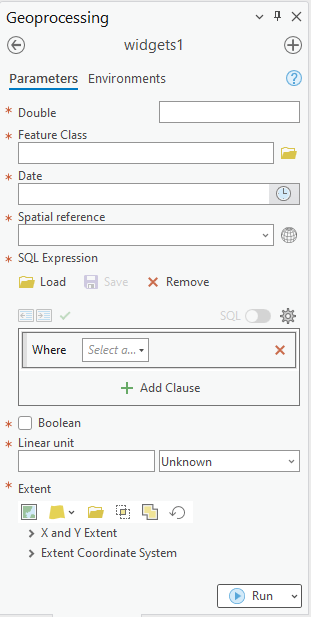 Geoprocessing
widgets1
Parameters Environments
* Double
* Feature Class
* Date
* Spatial reference
* SQL Expression
Load Save Remove
SQL
Where Select a...
Add Clause
* Boolean
* Linear unit
Unknown
* Extent
X and Y Extent
Extent Coordinate System
Run